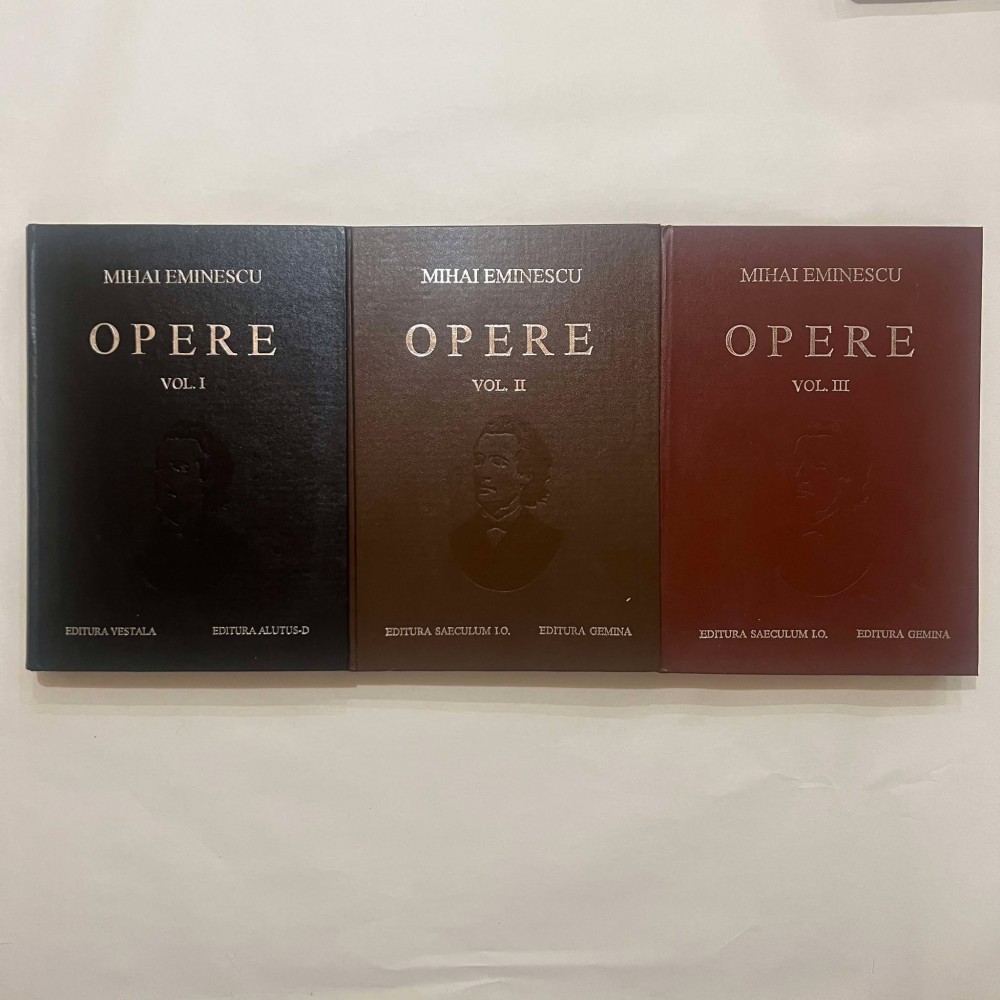 MIHAI EMINESCU
OPERE
VOL. I
EDITURA VESTALA EDITURA ALUTUS-D
MIHAI EMINESCU
OPERE
VOL. II
EDITURA SAECULUM I.O. EDITURA GEMINA
MIHAI EMINESCU
OPERE
VOL. III
EDITURA SAECULUM I.O. EDITURA GEMINA